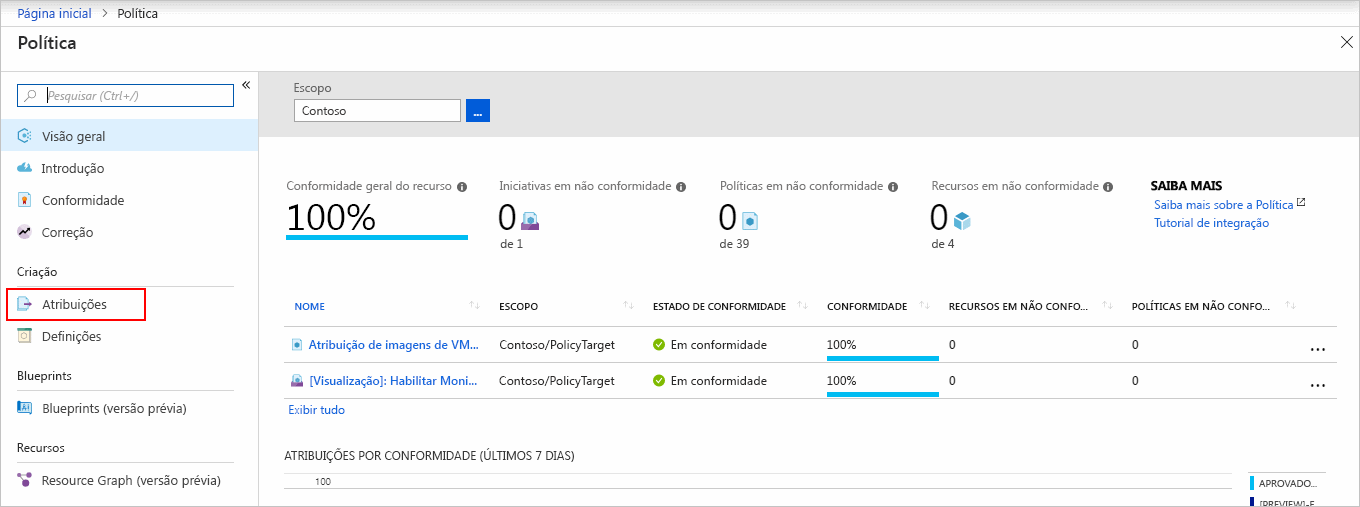 Página inicial > Política
Política
Pesquisar (Ctrl+/)
Visão geral
Introdução
Conformidade
Correção
Criação
Atribuições
Definições
Blueprints
Blueprints (versão prévia)
Recursos
Resource Graph (versão prévia)
Escopo
Contoso
...
Conformidade geral do recurso
100%
Iniciativas em não conformidade
0
de 1
Políticas em não conformidade
0
de 39
Recursos em não conformidade
0
de 4
SAIBA MAIS
Saiba mais sobre a Política
Tutorial de integração
NOME ESCOPO ESTADO DE CONFORMIDADE CONFORMIDADE RECURSOS EM NÃO CONFO... POLÍTICAS EM NÃO CONFO...
Atribuição de imagens de VM... Contoso/PolicyTarget Em conformidade 100% 0 0 ...
[Visualização]: Habilitar Moni... Contoso/PolicyTarget Em conformidade 100% 0 0 ...
Exibir tudo
ATRIBUIÇÕES POR CONFORMIDADE (ÚLTIMOS 7 DIAS)
100
APROVADO...
[PREVIEW]-E